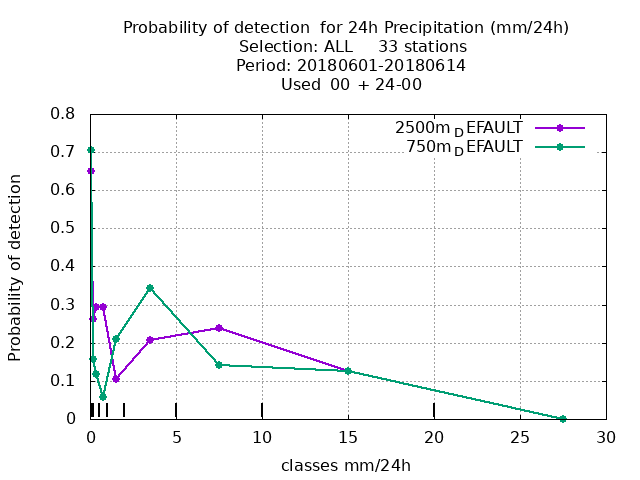 Probability of detection  for 24h Precipitation (mm/24h)
Selection: ALL     33 stations
Period: 20180601-20180614
Used  00 + 24-00
2500m_DEFAULT
750m_DEFAULT
0.8
0.7
0.6
0.5
0.4
0.3
0.2
0.1
0
0 5 10 15 20 25 30
Probability of detection
classes mm/24h